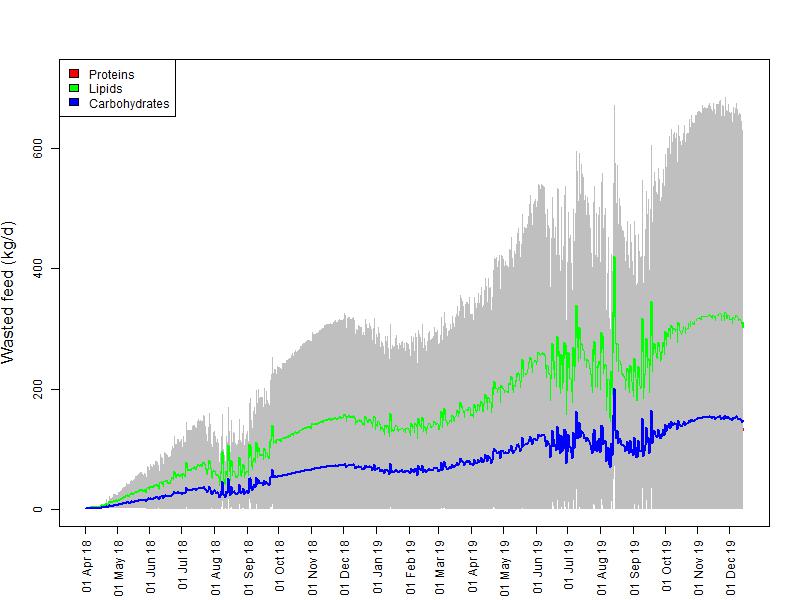 Proteins
Lipids
Carbohydrates
Wasted feed (kg/d)
600
400
200
0
01 Apr 18
01 May 18
01 Jun 18
01 Jul 18
01 Aug 18
01 Sep 18
01 Oct 18
01 Nov 18
01 Dec 18
01 Jan 19
01 Feb 19
01 Mar 19
01 Apr 19
01 May 19
01 Jun 19
01 Jul 19
01 Aug 19
01 Sep 19
01 Oct 19
01 Nov 19
01 Dec 19